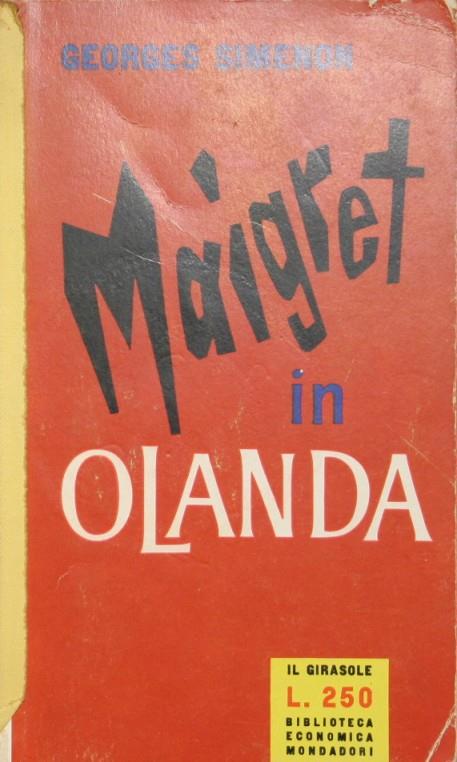 GEORGES SIMENON
Maigret
in
OLANDA
IL GIRASOLE
L. 250
BIBLIOTECA
ECONOMICA
MONDADORI